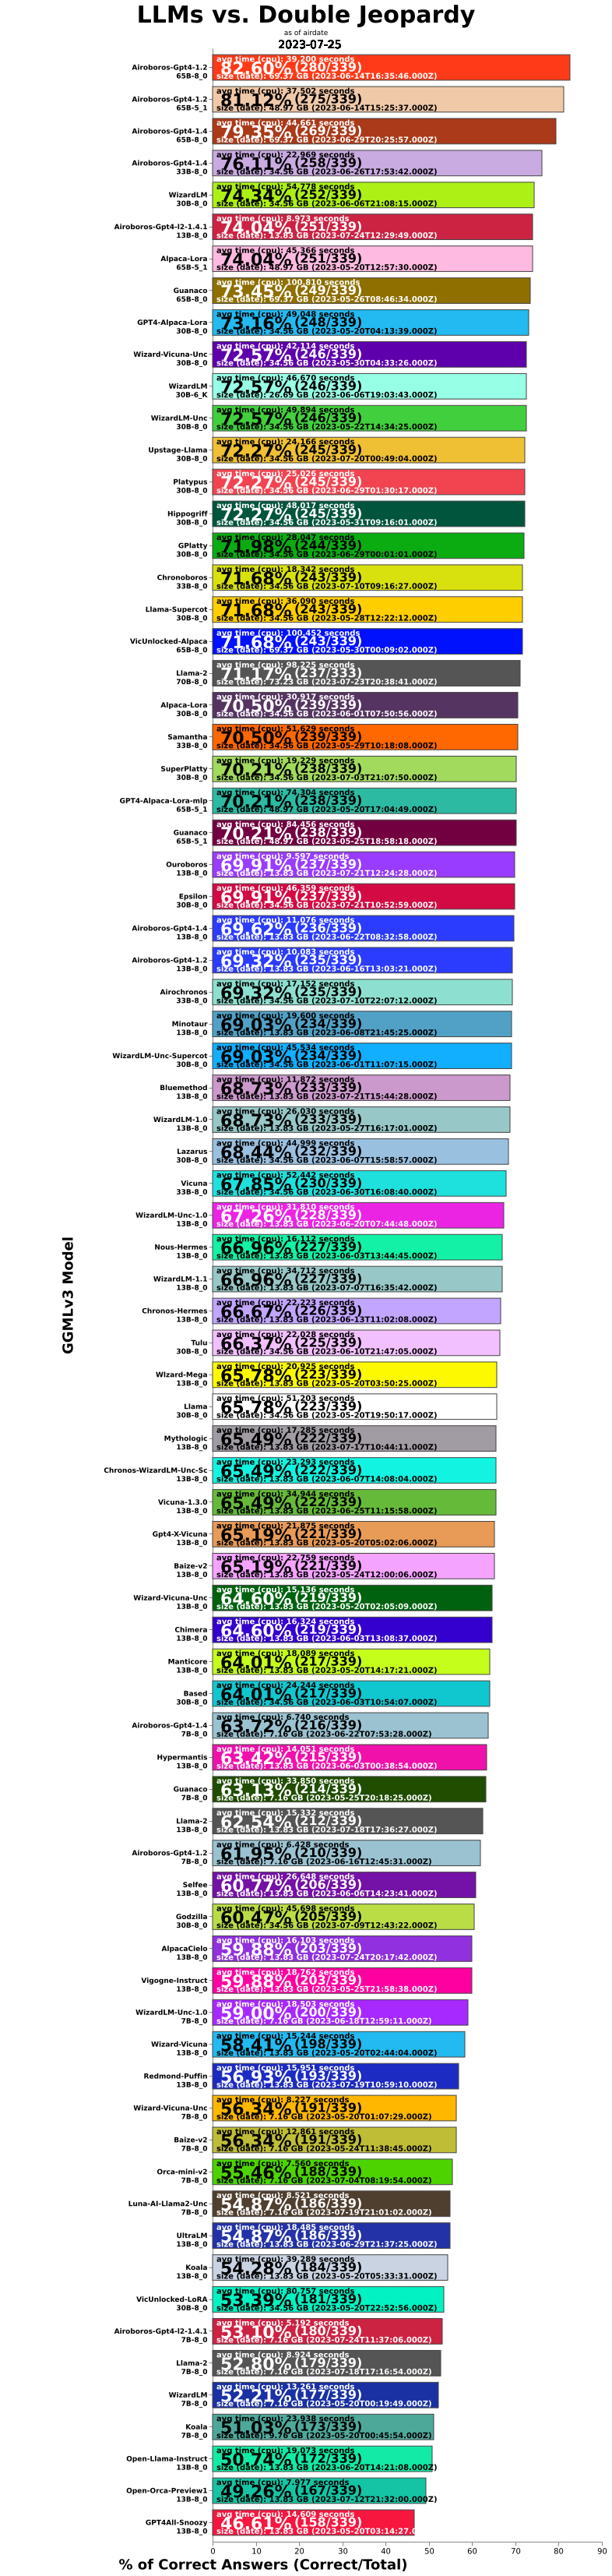 LLMs vs. Double Jeopardy
as of airdate
2023-07-25
Airoboros-Gpt4-1.2
65B-8_0
avg time (cpu): 39,200 seconds
82.60% (280/339)
size (date): 69.37 GB (2023-06-14T16:35:46.000Z)
Airoboros-Gpt4-1.2
65B-5_1
avg time (cpu): 37,502 seconds
81.12% (275/339)
size (date): 48.97 GB (2023-06-14T15:25:37.000Z)
Airoboros-Gpt4-1.4
65B-8_0
avg time (cpu): 44,661 seconds
79.35% (269/339)
size (date): 69.37 GB (2023-06-29T20:25:57.000Z)
Airoboros-Gpt4-1.4
33B-8_0
avg time (cpu): 22,969 seconds
76.11% (258/339)
size (date): 34.56 GB (2023-06-26T17:53:42.000Z)
WizardLM
30B-8_0
avg time (cpu): 54,778 seconds
74.34% (252/339)
size (date): 34.56 GB (2023-06-06T21:08:15.000Z)
Airoboros-Gpt4-l2-1.4.1
13B-8_0
avg time (cpu): 8,973 seconds
74.04% (251/339)
size (date): 13.83 GB (2023-07-24T12:29:49.000Z)
Alpaca-Lora
65B-5_1
avg time (cpu): 45,366 seconds
74.04% (251/339)
size (date): 48.97 GB (2023-05-20T12:57:30.000Z)
Guanaco
65B-8_0
avg time (cpu): 100,810 seconds
73.45% (249/339)
size (date): 69.37 GB (2023-05-26T08:46:34.000Z)
GPT4-Alpaca-Lora
30B-8_0
avg time (cpu): 49,048 seconds
73.16% (248/339)
size (date): 34.56 GB (2023-05-20T04:13:39.000Z)
Wizard-Vicuna-Unc
30B-8_0
avg time (cpu): 42,114 seconds
72.57% (246/339)
size (date): 34.56 GB (2023-05-30T04:33:26.000Z)
WizardLM
30B-6_K
avg time (cpu): 46,670 seconds
72.57% (246/339)
size (date): 26.69 GB (2023-06-06T19:03:43.000Z)
WizardLM-Unc
30B-8_0
avg time (cpu): 49,894 seconds
72.57% (246/339)
size (date): 34.56 GB (2023-05-22T14:34:25.000Z)
Upstage-Llama
30B-8_0
avg time (cpu): 24,166 seconds
72.27% (245/339)
size (date): 34.56 GB (2023-07-20T00:49:04.000Z)
Platypus
30B-8_0
avg time (cpu): 25,026 seconds
72.27% (245/339)
size (date): 34.56 GB (2023-06-29T01:30:17.000Z)
Hippogriff
30B-8_0
avg time (cpu): 48,017 seconds
72.27% (245/339)
size (date): 34.56 GB (2023-05-31T09:16:01.000Z)
GPlatty
30B-8_0
avg time (cpu): 28,047 seconds
71.98% (244/339)
size (date): 34.56 GB (2023-06-29T00:01:01.000Z)
Chronoboros
33B-8_0
avg time (cpu): 18,342 seconds
71.68% (243/339)
size (date): 34.56 GB (2023-07-10T09:16:27.000Z)
Llama-Supercot
30B-8_0
avg time (cpu): 36,090 seconds
71.68% (243/339)
size (date): 34.56 GB (2023-05-28T12:22:12.000Z)
VicUnlocked-Alpaca
65B-8_0
avg time (cpu): 100,452 seconds
71.68% (243/339)
size (date): 69.37 GB (2023-05-30T00:09:02.000Z)
Llama-2
70B-8_0
avg time (cpu): 98,225 seconds
71.17% (237/333)
size (date): 73.23 GB (2023-07-23T20:38:41.000Z)
Alpaca-Lora
30B-8_0
avg time (cpu): 30,917 seconds
70.50% (239/339)
size (date): 34.56 GB (2023-06-01T07:50:56.000Z)
Samantha
33B-8_0
avg time (cpu): 51,629 seconds
70.50% (239/339)
size (date): 34.56 GB (2023-05-29T10:18:08.000Z)
SuperPlatty
30B-8_0
avg time (cpu): 19,229 seconds
70.21% (238/339)
size (date): 34.56 GB (2023-07-03T21:07:50.000Z)
GPT4-Alpaca-Lora-mlp
65B-5_1
avg time (cpu): 74,304 seconds
70.21% (238/339)
size (date): 48.97 GB (2023-05-20T17:04:49.000Z)
Guanaco
65B-5_1
avg time (cpu): 84,456 seconds
70.21% (238/339)
size (date): 48.97 GB (2023-05-25T18:58:18.000Z)
Ouroboros
13B-8_0
avg time (cpu): 9,597 seconds
69.91% (237/339)
size (date): 13.83 GB (2023-07-21T12:24:28.000Z)
Epsilon
30B-8_0
avg time (cpu): 46,359 seconds
69.91% (237/339)
size (date): 34.56 GB (2023-07-21T10:52:59.000Z)
Airoboros-Gpt4-1.4
13B-8_0
avg time (cpu): 11,076 seconds
69.62% (236/339)
size (date): 13.83 GB (2023-06-22T08:32:58.000Z)
Airoboros-Gpt4-1.2
13B-8_0
avg time (cpu): 10,083 seconds
69.32% (235/339)
size (date): 13.83 GB (2023-06-16T13:03:21.000Z)
Airochronos
33B-8_0
avg time (cpu): 17,152 seconds
69.32% (235/339)
size (date): 34.56 GB (2023-07-10T22:07:12.000Z)
Minotaur
13B-8_0
avg time (cpu): 19,600 seconds
69.03% (234/339)
size (date): 13.83 GB (2023-06-08T21:45:25.000Z)
WizardLM-Unc-Supercot
30B-8_0
avg time (cpu): 45,534 seconds
69.03% (234/339)
size (date): 34.56 GB (2023-06-01T11:07:15.000Z)
Bluemethod
13B-8_0
avg time (cpu): 11,872 seconds
68.73% (233/339)
size (date): 13.83 GB (2023-07-21T15:44:28.000Z)
WizardLM-1.0
13B-8_0
avg time (cpu): 26,030 seconds
68.73% (233/339)
size (date): 13.83 GB (2023-05-27T16:17:01.000Z)
Lazarus
30B-8_0
avg time (cpu): 44,999 seconds
68.44% (232/339)
size (date): 34.56 GB (2023-06-07T15:58:57.000Z)
Vicuna
33B-8_0
avg time (cpu): 52,442 seconds
67.85% (230/339)
size (date): 34.56 GB (2023-06-30T16:08:40.000Z)
WizardLM-Unc-1.0
13B-8_0
avg time (cpu): 31,810 seconds
67.26% (228/339)
size (date): 13.83 GB (2023-06-20T07:44:48.000Z)
Nous-Hermes
13B-8_0
avg time (cpu): 16,112 seconds
66.96% (227/339)
size (date): 13.83 GB (2023-06-03T13:44:45.000Z)
WizardLM-1.1
13B-8_0
avg time (cpu): 34,712 seconds
66.96% (227/339)
size (date): 13.83 GB (2023-07-07T16:35:42.000Z)
Chronos-Hermes
13B-8_0
avg time (cpu): 22,223 seconds
66.67% (226/339)
size (date): 13.83 GB (2023-06-13T11:02:08.000Z)
Tulu
30B-8_0
avg time (cpu): 22,028 seconds
66.37% (225/339)
size (date): 34.56 GB (2023-06-10T21:47:05.000Z)
WIzard-Mega
13B-8_0
avg time (cpu): 20,925 seconds
65.78% (223/339)
size (date): 13.83 GB (2023-05-20T03:50:25.000Z)
Llama
30B-8_0
avg time (cpu): 51,203 seconds
65.78% (223/339)
size (date): 34.56 GB (2023-05-20T19:50:17.000Z)
Mythologic
13B-8_0
avg time (cpu): 17,285 seconds
65.49% (222/339)
size (date): 13.83 GB (2023-07-17T10:44:11.000Z)
Chronos-WizardLM-Unc-Sc
13B-8_0
avg time (cpu): 23,293 seconds
65.49% (222/339)
size (date): 13.83 GB (2023-06-07T14:08:04.000Z)
Vicuna-1.3.0
13B-8_0
avg time (cpu): 34,944 seconds
65.49% (222/339)
size (date): 13.83 GB (2023-06-25T11:15:58.000Z)
Gpt4-X-Vicuna
13B-8_0
avg time (cpu): 21,875 seconds
65.19% (221/339)
size (date): 13.83 GB (2023-05-20T05:02:06.000Z)
Baize-v2
13B-8_0
avg time (cpu): 22,759 seconds
65.19% (221/339)
size (date): 13.83 GB (2023-05-24T12:00:06.000Z)
Wizard-Vicuna-Unc
13B-8_0
avg time (cpu): 15,136 seconds
64.60% (219/339)
size (date): 13.83 GB (2023-05-20T02:05:09.000Z)
Chimera
13B-8_0
avg time (cpu): 16,324 seconds
64.60% (219/339)
size (date): 13.83 GB (2023-06-03T13:08:37.000Z)
Manticore
13B-8_0
avg time (cpu): 18,089 seconds
64.01% (217/339)
size (date): 13.83 GB (2023-05-20T14:17:21.000Z)
Based
30B-8_0
avg time (cpu): 24,244 seconds
64.01% (217/339)
size (date): 34.56 GB (2023-06-03T10:54:07.000Z)
Airoboros-Gpt4-1.4
7B-8_0
avg time (cpu): 6,740 seconds
63.72% (216/339)
size (date): 7.16 GB (2023-06-22T07:53:28.000Z)
Hypermantis
13B-8_0
avg time (cpu): 14,051 seconds
63.42% (215/339)
size (date): 13.83 GB (2023-06-03T00:38:54.000Z)
Guanaco
7B-8_0
avg time (cpu): 33,850 seconds
63.13% (214/339)
size (date): 7.16 GB (2023-05-25T20:18:25.000Z)
Llama-2
13B-8_0
avg time (cpu): 15,332 seconds
62.54% (212/339)
size (date): 13.83 GB (2023-07-18T17:36:27.000Z)
Airoboros-Gpt4-1.2
7B-8_0
avg time (cpu): 6,428 seconds
61.95% (210/339)
size (date): 7.16 GB (2023-06-16T12:45:31.000Z)
Selfee
13B-8_0
avg time (cpu): 26,648 seconds
60.77% (206/339)
size (date): 13.83 GB (2023-06-06T14:23:41.000Z)
Godzilla
30B-8_0
avg time (cpu): 45,698 seconds
60.47% (205/339)
size (date): 34.56 GB (2023-07-09T12:43:22.000Z)
AlpacaCielo
13B-8_0
avg time (cpu): 16,103 seconds
59.88% (203/339)
size (date): 13.83 GB (2023-07-24T20:17:42.000Z)
Vigogne-Instruct
13B-8_0
avg time (cpu): 18,762 seconds
59.88% (203/339)
size (date): 13.83 GB (2023-05-25T21:58:38.000Z)
WizardLM-Unc-1.0
7B-8_0
avg time (cpu): 18,503 seconds
59.00% (200/339)
size (date): 7.16 GB (2023-06-18T12:59:11.000Z)
Wizard-Vicuna
13B-8_0
avg time (cpu): 15,244 seconds
58.41% (198/339)
size (date): 13.83 GB (2023-05-20T02:44:04.000Z)
Redmond-Puffin
13B-8_0
avg time (cpu): 15,951 seconds
56.93% (193/339)
size (date): 13.83 GB (2023-07-19T10:59:10.000Z)
Wizard-Vicuna-Unc
7B-8_0
avg time (cpu): 8,227 seconds
56.34% (191/339)
size (date): 7.16 GB (2023-05-20T01:07:29.000Z)
Baize-v2
7B-8_0
avg time (cpu): 12,861 seconds
56.34% (191/339)
size (date): 7.16 GB (2023-05-24T11:38:45.000Z)
Orca-mini-v2
7B-8_0
avg time (cpu): 7,560 seconds
55.46% (188/339)
size (date): 7.16 GB (2023-07-04T08:19:54.000Z)
Luna-AI-Llama2-Unc
7B-8_0
avg time (cpu): 8,521 seconds
54.87% (186/339)
size (date): 7.16 GB (2023-07-19T21:01:02.000Z)
UltraLM
13B-8_0
avg time (cpu): 18,485 seconds
54.87% (186/339)
size (date): 13.83 GB (2023-06-29T21:37:25.000Z)
Koala
13B-8_0
avg time (cpu): 39,289 seconds
54.28% (184/339)
size (date): 13.83 GB (2023-05-20T05:33:31.000Z)
VicUnlocked-LoRA
30B-8_0
avg time (cpu): 80,757 seconds
53.39% (181/339)
size (date): 34.56 GB (2023-05-20T22:52:56.000Z)
Airoboros-Gpt4-l2-1.4.1
7B-8_0
avg time (cpu): 5,192 seconds
53.10% (180/339)
size (date): 7.16 GB (2023-07-24T11:37:06.000Z)
Llama-2
7B-8_0
avg time (cpu): 8,924 seconds
52.80% (179/339)
size (date): 7.16 GB (2023-07-18T17:16:54.000Z)
WizardLM
7B-8_0
avg time (cpu): 13,261 seconds
52.21% (177/339)
size (date): 7.16 GB (2023-05-20T00:19:49.000Z)
Koala
7B-8_0
avg time (cpu): 23,938 seconds
51.03% (173/339)
size (date): 9.76 GB (2023-05-20T00:45:54.000Z)
Open-Llama-Instruct
13B-8_0
avg time (cpu): 19,073 seconds
50.74% (172/339)
size (date): 13.83 GB (2023-06-20T14:21:08.000Z)
Open-Orca-Preview1
13B-8_0
avg time (cpu): 7,977 seconds
49.26% (167/339)
size (date): 13.83 GB (2023-07-12T21:32:00.000Z)
GPT4All-Snoozy
13B-8_0
avg time (cpu): 14,609 seconds
46.61% (158/339)
size (date): 13.83 GB (2023-05-20T03:14:27.0
GGMLv3 Model
0 10 20 30 40 50 60 70 80 90
% of Correct Answers (Correct/Total)